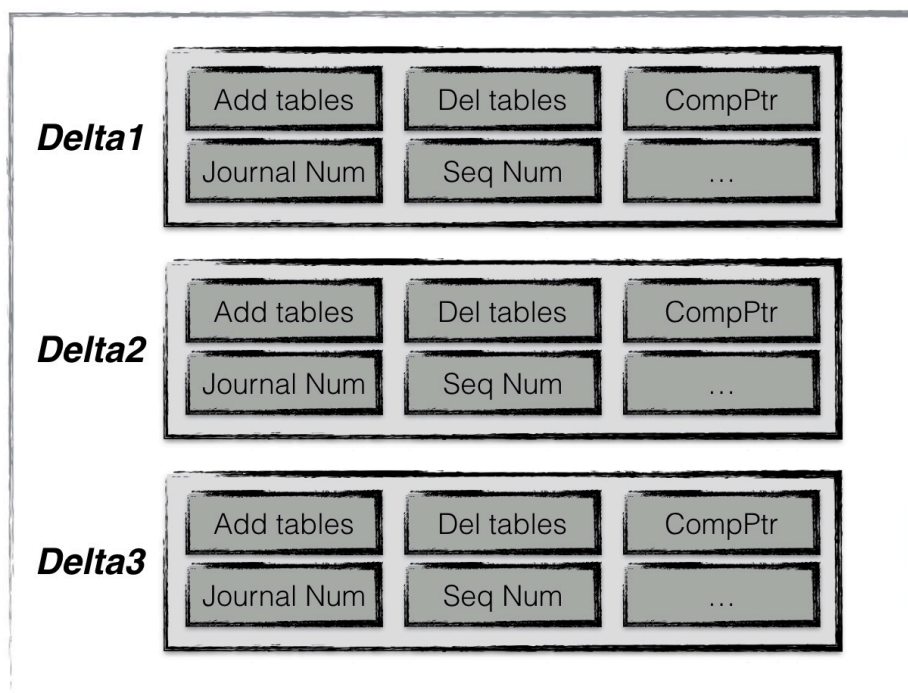 Delta1
Add tables Del tables CompPtr
Journal Num Seq Num ...
Delta2
Add tables Del tables CompPtr
Journal Num Seq Num ...
Delta3
Add tables Del tables CompPtr
Journal Num Seq Num ...